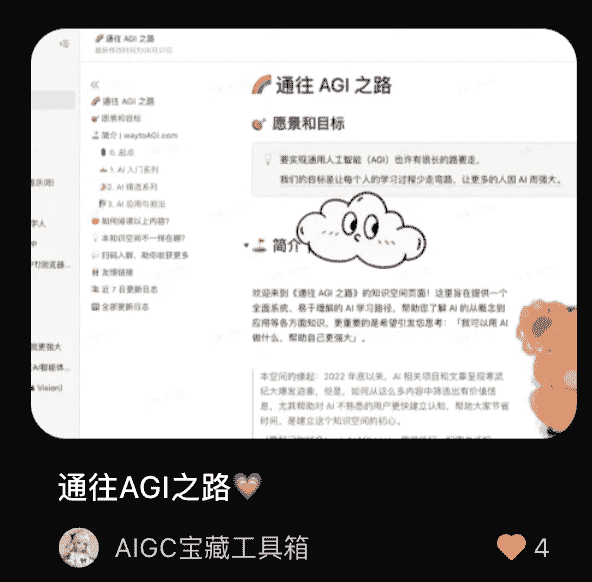 通往 AGI 之路
最新修改时间为08月17日
通往 AGI 之路
愿景和目标
简介 | waytoAGI.com
0. 起点
1. AI 入门系列
2. AI 精选系列
3. AI 应用与前沿
如何阅读以上内容?
本知识空间不一样在哪?
扫码入群，助你收获更多
友情链接
近 7 日更新日志
全部更新日志
字人
我更强大
Vision)
通往 AGI 之路
愿景和目标
要实现通用人工智能（AGI）也许有很长的路要走，
我们的目标是让每个人的学习过程少走弯路，让更多的人因 AI 而强大。
简介
欢迎来到《通往 AGI 之路》的知识空间页面！这里旨在提供一个
全面系统、易于理解的 AI 学习路径，帮助您了解 AI 的从概念到
应用等各方面知识，更重要的是希望引发您思考：「我可以用 AI
做什么，帮助自己更强大」。
本空间的缘起：2022 年底以来，AI 相关项目和文章呈现寒武
纪大爆发迹象，但是，如何从这么多内容中筛选出有价值信
息，尤其帮助对 AI 不熟悉的用户更快建立认知，帮助大家节省
时间，是建立这个知识空间的初心。
通往AGI之路
AIGC宝藏工具箱
4